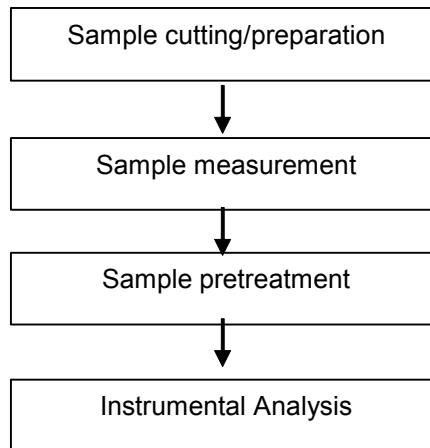 Sample cutting/preparation
Sample measurement
Sample pretreatment
Instrumental Analysis